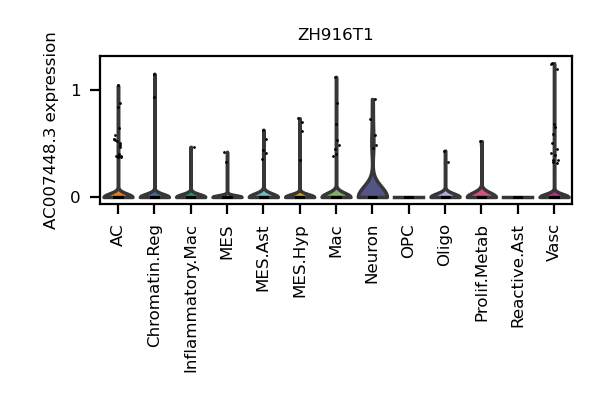 ZH916T1
AC007448.3 expression
1
0
AC
Chromatin.Reg
Inflammatory.Mac
MES
MES.Ast
MES.Hyp
Mac
Neuron
OPC
Oligo
Prolif.Metab
Reactive.Ast
Vasc